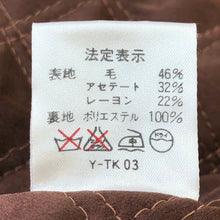 法定表示
表地 毛 46%
アセテート 32%
レーヨン 22%
裏地 ポリエステル 100%
ドライ
Y-TK 03